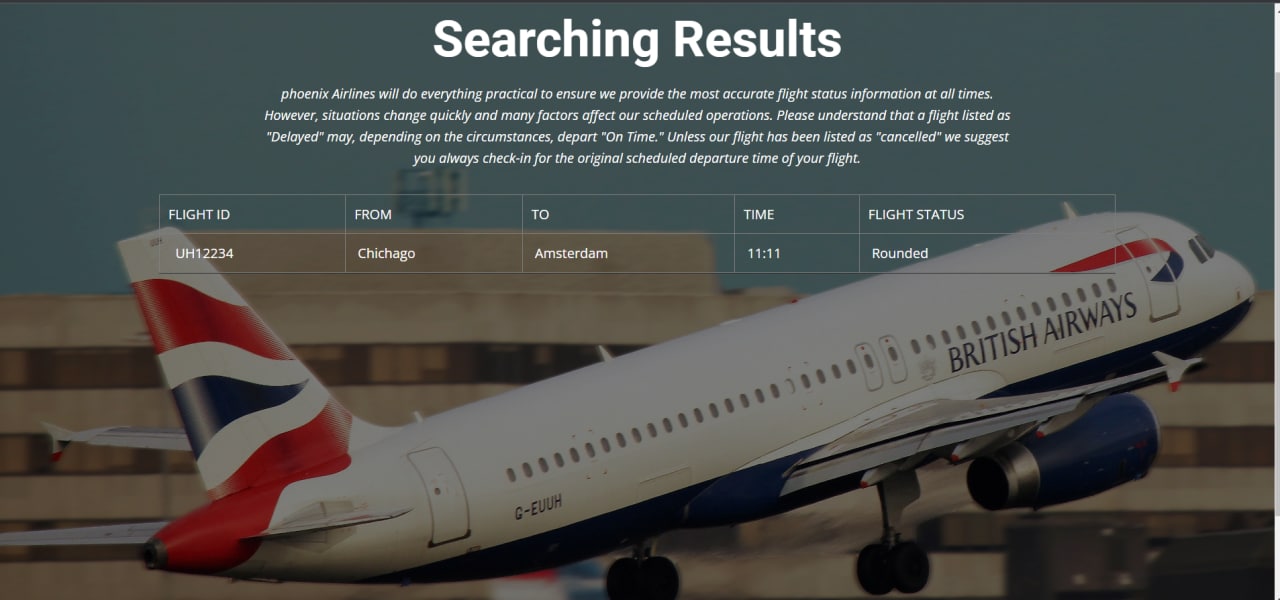 Searching Results
phoenix Airlines will do everything practical to ensure we provide the most accurate flight status information at all times.
However, situations change quickly and many factors affect our scheduled operations. Please understand that a flight listed as
"Delayed" may, depending on the circumstances, depart "On Time." Unless our flight has been listed as "cancelled" we suggest
you always check-in for the original scheduled departure time of your flight.
FLIGHT ID FROM TO TIME FLIGHT STATUS
UH12234 Chichago Amsterdam 11:11 Rounded
BRITISH AIRWAYS
G-EUUH